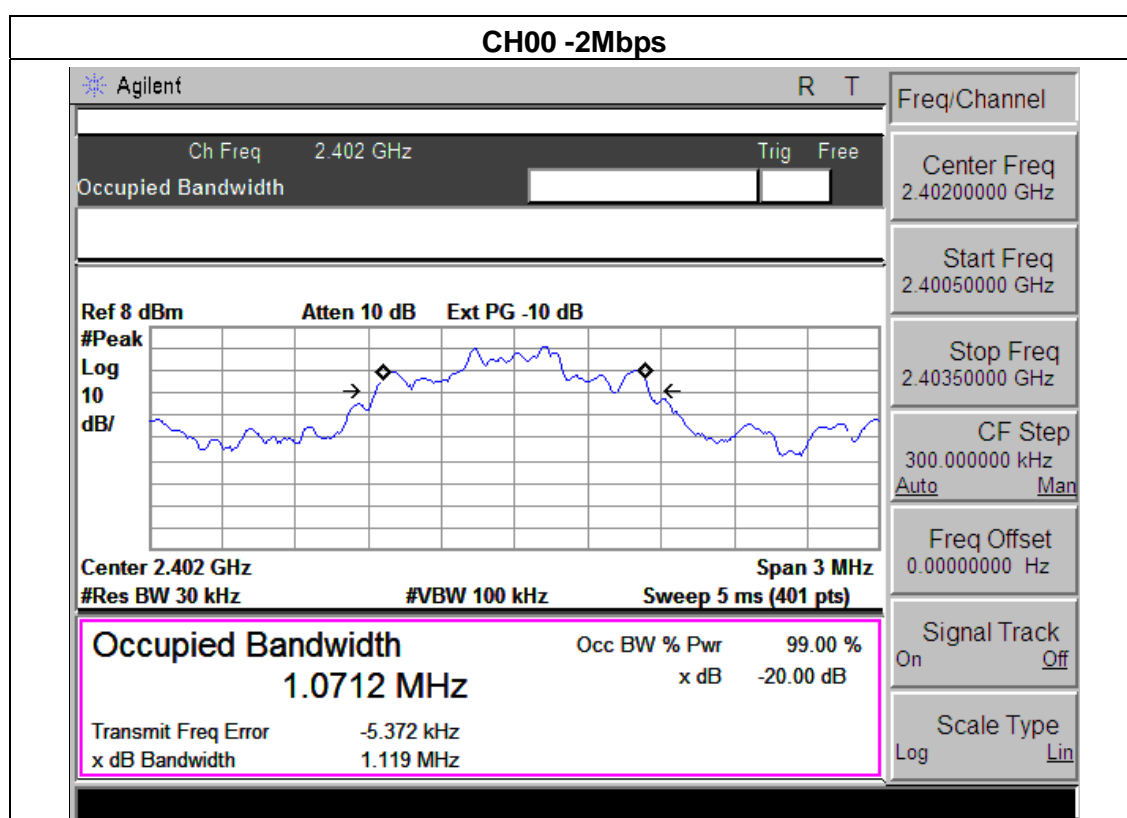 CH00 -2Mbps
Agilent R T
Ch Freq 2.402 GHz Trig Free
Occupied Bandwidth
Ref 8 dBm Atten 10 dB Ext PG -10 dB
#Peak
Log
10
dB/
Center 2.402 GHz Span 3 MHz
#Res BW 30 kHz #VBW 100 kHz Sweep 5 ms (401 pts)
Occupied Bandwidth Occ BW % Pwr 99.00 %
1.0712 MHz x dB -20.00 dB
Transmit Freq Error -5.372 kHz
x dB Bandwidth 1.119 MHz
Freq/Channel
Center Freq
2.40200000 GHz
Start Freq
2.40050000 GHz
Stop Freq
2.40350000 GHz
CF Step
300.000000 kHz
Auto Man
Freq Offset
0.00000000 Hz
Signal Track
On Off
Scale Type
Log Lin